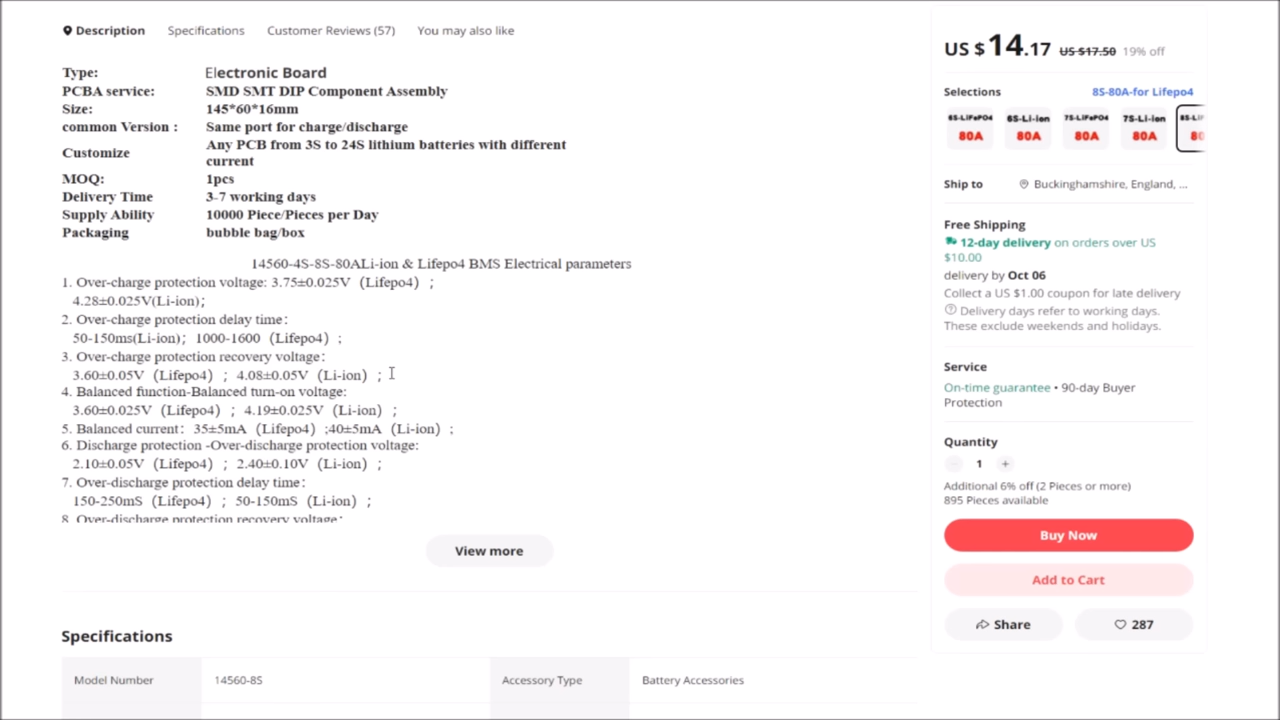 Description Specifications Customer Reviews (57) You may also like
Type: Electronic Board
PCBA service: SMD SMT DIP Component Assembly
Size: 145*60*16mm
common Version : Same port for charge/discharge
Customize Any PCB from 3S to 24S lithium batteries with different
current
MOQ: 1pcs
Delivery Time 3-7 working days
Supply Ability 10000 Piece/Pieces per Day
Packaging bubble bag/box
14560-4S-8S-80ALi-ion & Lifepo4 BMS Electrical parameters
1. Over-charge protection voltage: 3.75±0.025V (Lifepo4) ;
4.28±0.025V(Li-ion);
2. Over-charge protection delay time:
50-150ms(Li-ion); 1000-1600 (Lifepo4) ;
3. Over-charge protection recovery voltage:
3.60±0.05V (Lifepo4) ; 4.08±0.05V (Li-ion) ;
4. Balanced function-Balanced turn-on voltage:
3.60±0.025V (Lifepo4) ; 4.19±0.025V (Li-ion) ;
5. Balanced current: 35±5mA (Lifepo4) ;40±5mA (Li-ion) ;
6. Discharge protection -Over-discharge protection voltage:
2.10±0.05V (Lifepo4) ; 2.40±0.10V (Li-ion) ;
7. Over-discharge protection delay time:
150-250mS (Lifepo4) ; 50-150mS (Li-ion) ;
8. Over-discharge protection recovery voltage:
View more
Specifications
Model Number 14560-8S Accessory Type Battery Accessories
US $14.17 US $17.50 19% off
Selections 8S-80A-for Lifepo4
6S-LiFePO4 6S-Li-ion 7S-LiFePO4 7S-Li-ion 8S-LiF
80A 80A 80A 80A 80
Ship to Buckinghamshire, England, ...
Free Shipping
12-day delivery on orders over US
$10.00
delivery by Oct 06
Collect a US $1.00 coupon for late delivery
Delivery days refer to working days.
These exclude weekends and holidays.
Service
On-time guarantee • 90-day Buyer
Protection
Quantity
- 1 +
Additional 6% off (2 Pieces or more)
895 Pieces available
Buy Now
Add to Cart
Share 287